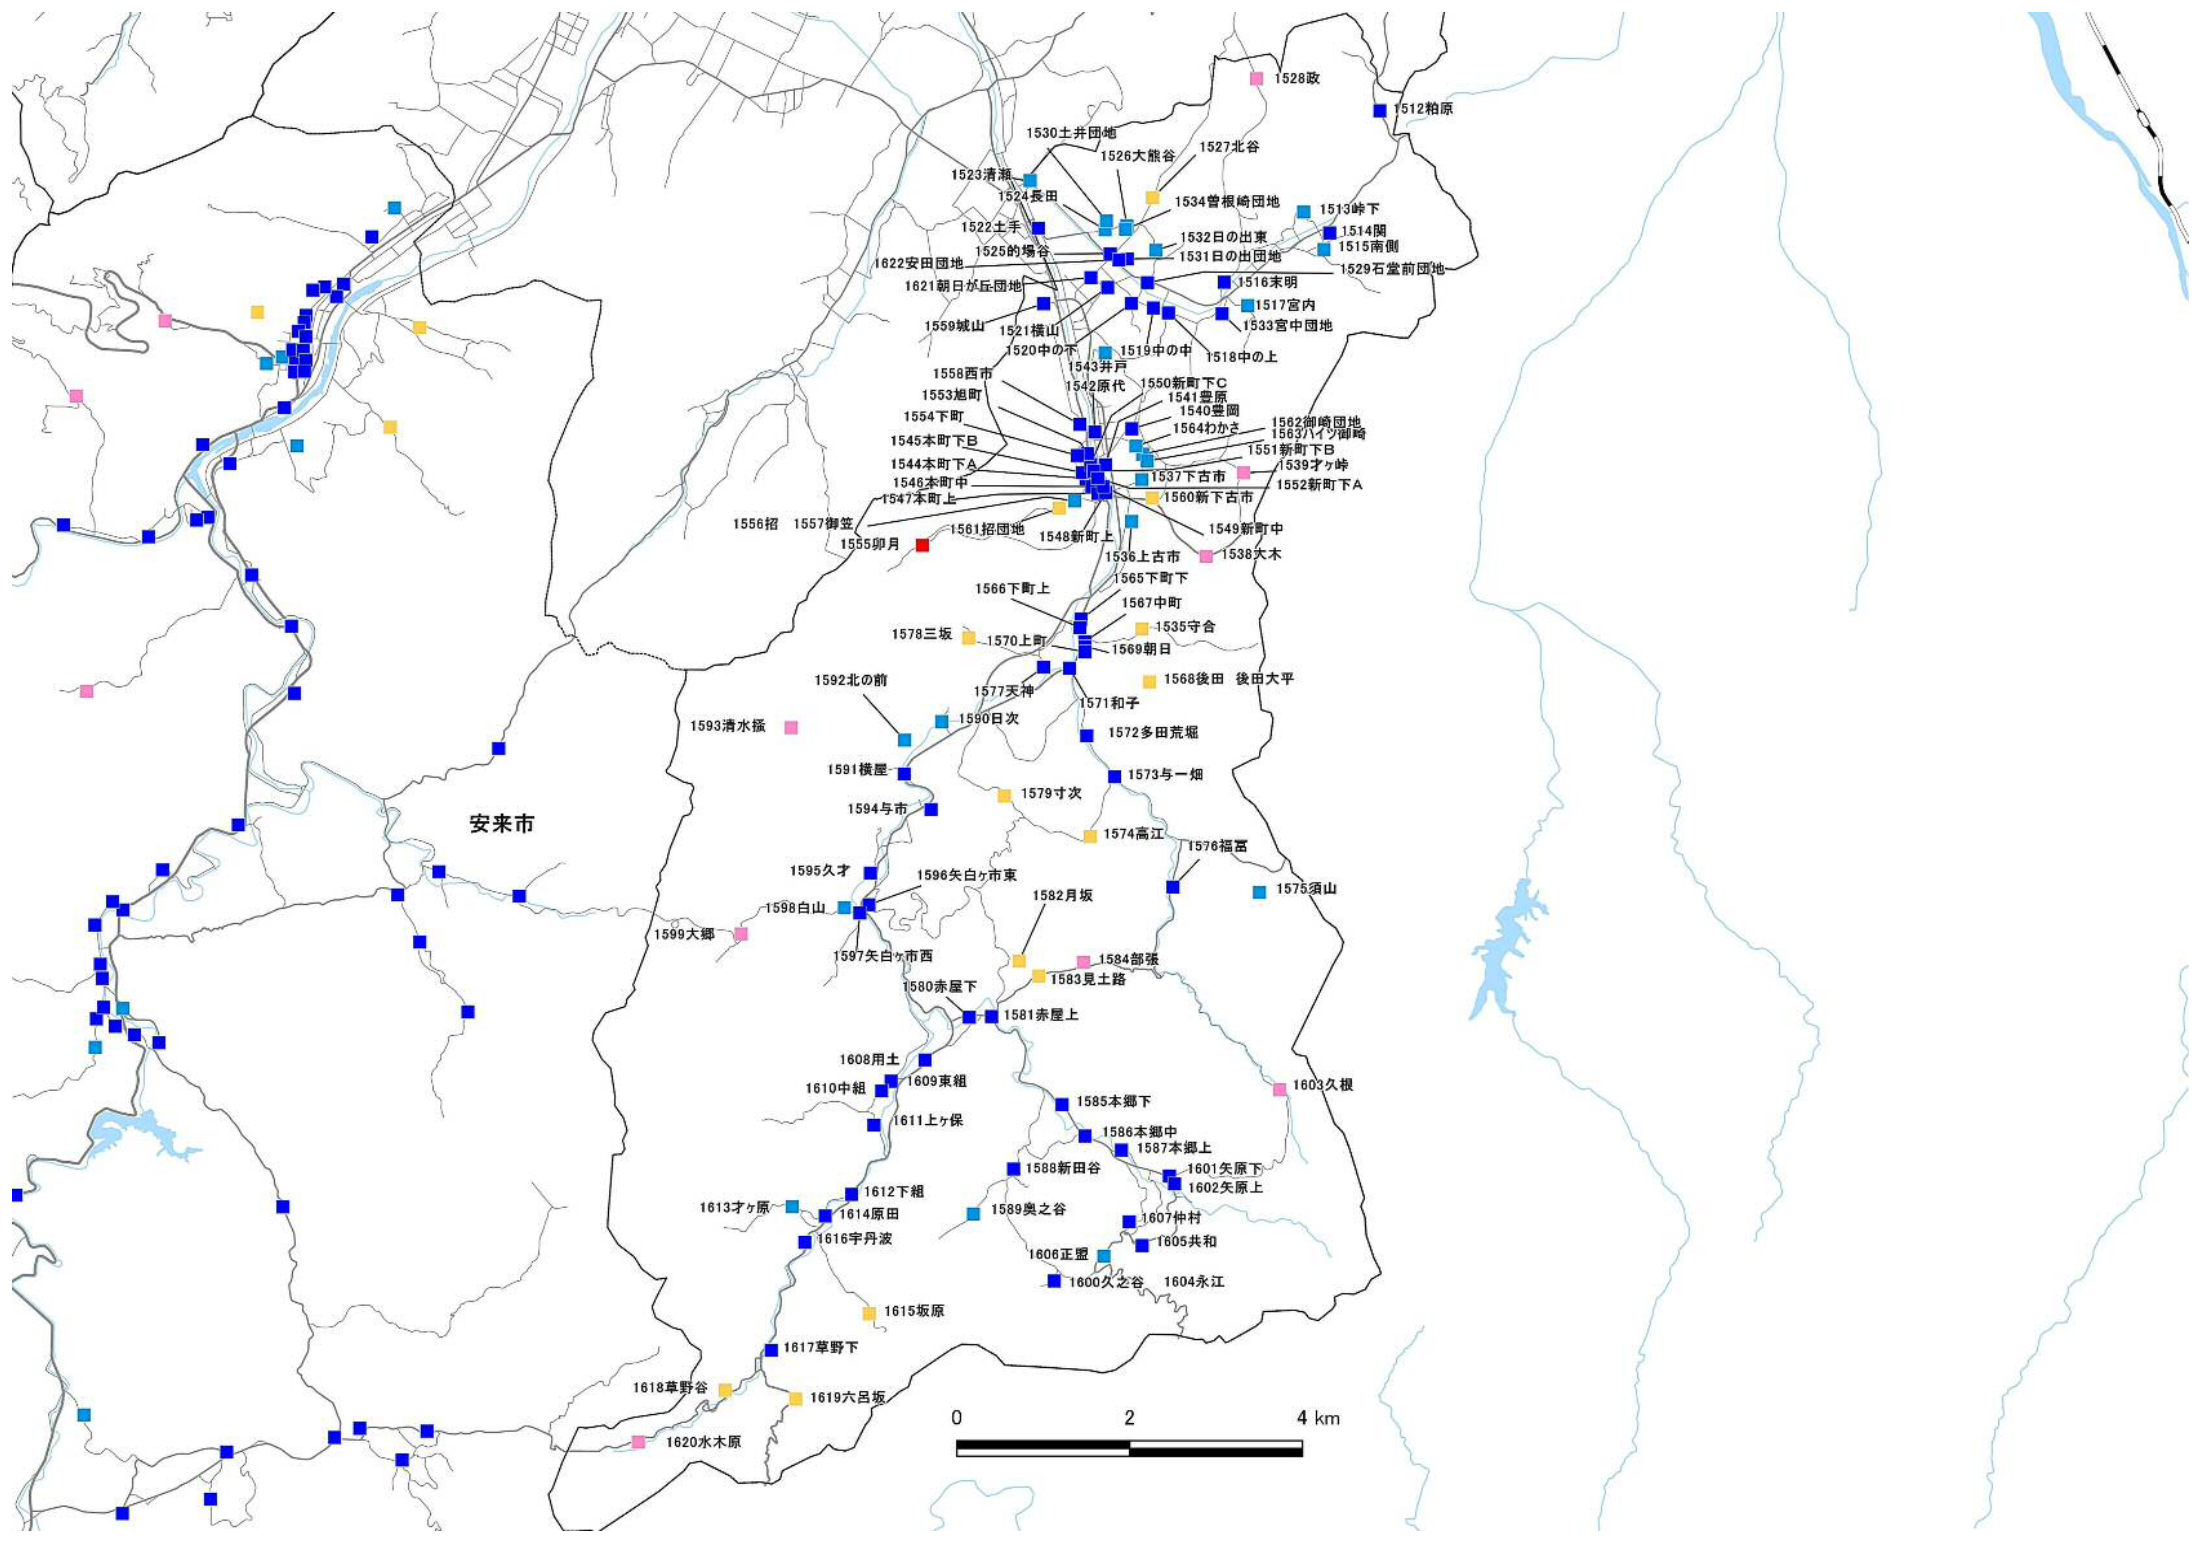 1528政
1512粕原
1530土井団地
1526大熊谷
1527北谷
1523清瀬
1524長田
1534曽根崎団地
1513峠下
1522土手
1514関
1532日の出東
1515南側
1525的場谷
1531日の出団地
1622安田団地
1529石堂前団地
1621朝日が丘団地
1516末明
1517宮内
1559城山
1521横山
1533宮中団地
1520中の下
1519中の中
1518中の上
1543井戸
1558西市
1542原代
1550新町下C
1553旭町
1541豊原
1540豊岡
1554下町
1562御崎団地
1564わかさ
1563ハイツ御崎
1545本町下B
1551新町下B
1544本町下A
1539才ヶ峠
1537下古市
1546本町中
1552新町下A
1547本町上
1560新下古市
1556招
1557御笠
1561招団地
1549新町中
1548新町上
1555卯月
1536上古市
1538大木
1565下町下
1566下町上
1567中町
1578三坂
1535守合
1570上町
1569朝日
1592北の前
1568後田　後田大平
1577天神
1571和子
1593清水掻
1590日次
1572多田荒堀
1591横屋
1573与一畑
1579寸次
1594与市
安来市
1574高江
1576福冨
1595久才
1596矢白ヶ市東
1582月坂
1575須山
1598白山
1599大郷
1597矢白ヶ市西
1584部張
1583見土路
1580赤屋下
1581赤屋上
1608用土
1609東組
1610中組
1603久根
1585本郷下
1611上ヶ保
1586本郷中
1587本郷上
1588新田谷
1601矢原下
1602矢原上
1612下組
1613才ヶ原
1614原田
1589奥之谷
1607仲村
1616宇丹波
1605共和
1606正盟
1600久之谷
1604永江
1615坂原
1617草野下
1618草野谷
1619六呂坂
0 2 4 km
1620水木原